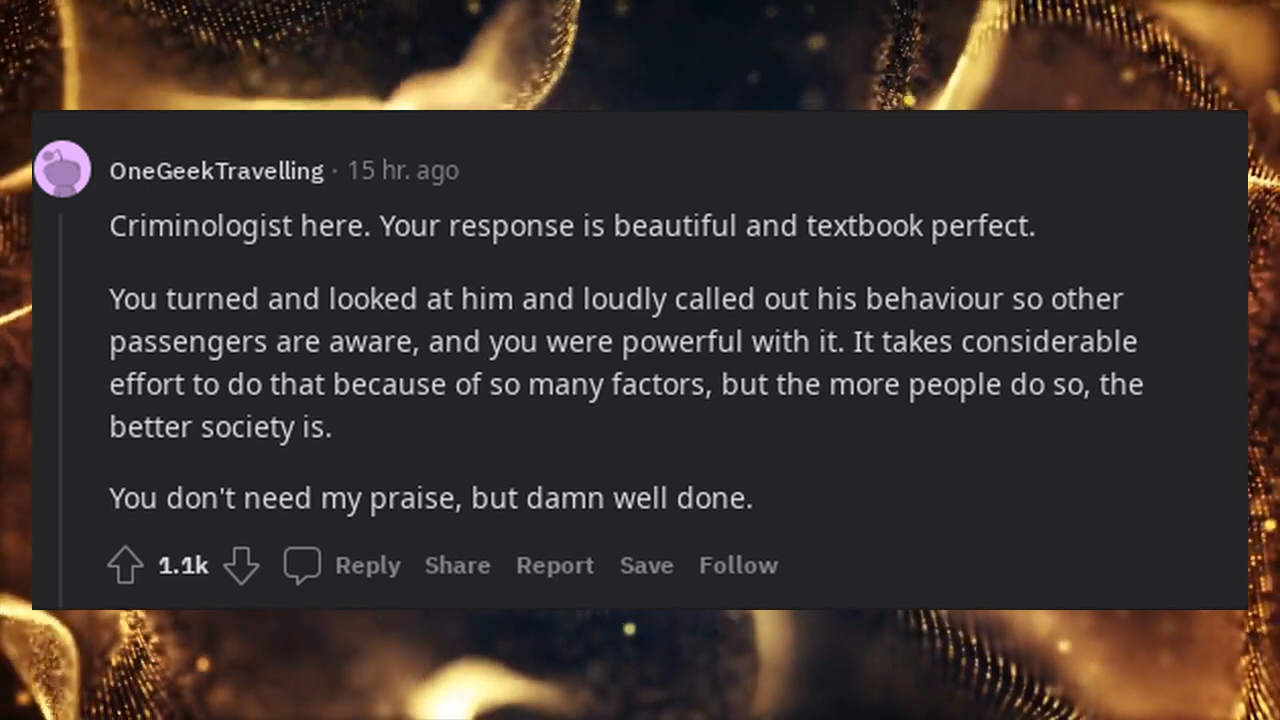 OneGeekTravelling · 15 hr. ago
Criminologist here. Your response is beautiful and textbook perfect.
You turned and looked at him and loudly called out his behaviour so other
passengers are aware, and you were powerful with it. It takes considerable
effort to do that because of so many factors, but the more people do so, the
better society is.
You don't need my praise, but damn well done.
1.1k Reply Share Report Save Follow